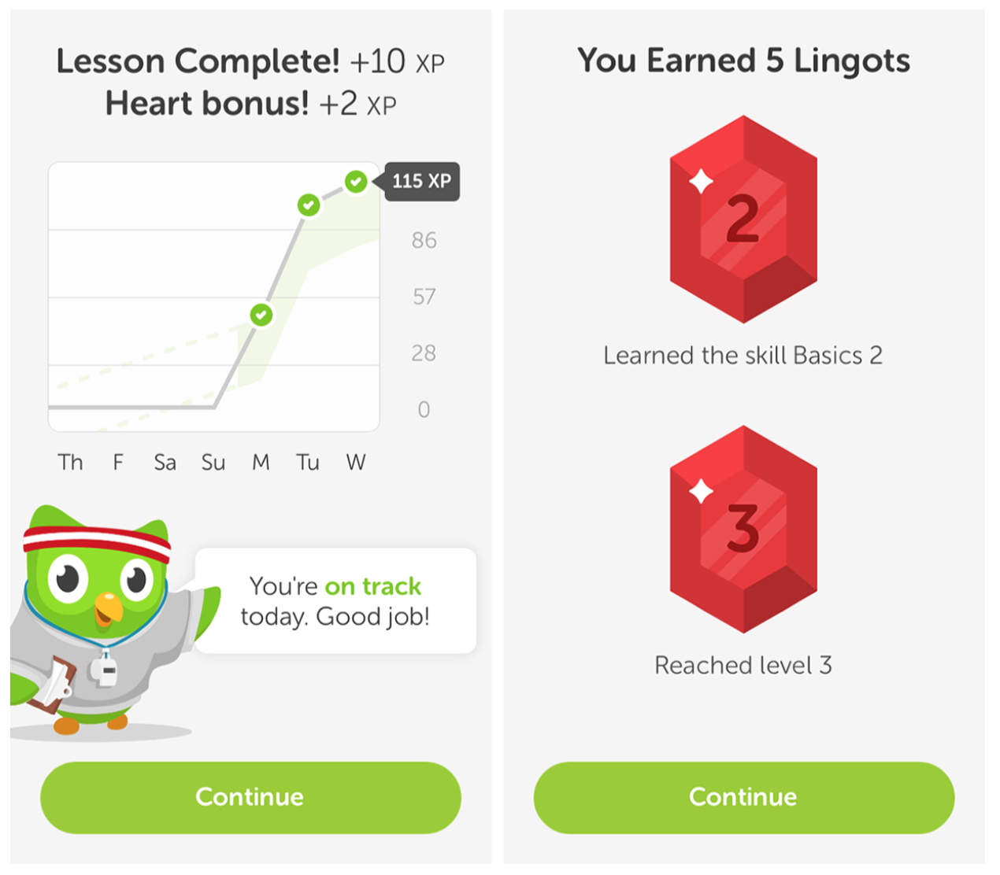 Lesson Complete! +10 XP
Heart bonus! +2 XP
115 XP
86
57
28
0
Th F Sa Su M Tu W
You're on track
today. Good job!
Continue
You Earned 5 Lingots
2
Learned the skill Basics 2
3
Reached level 3
Continue